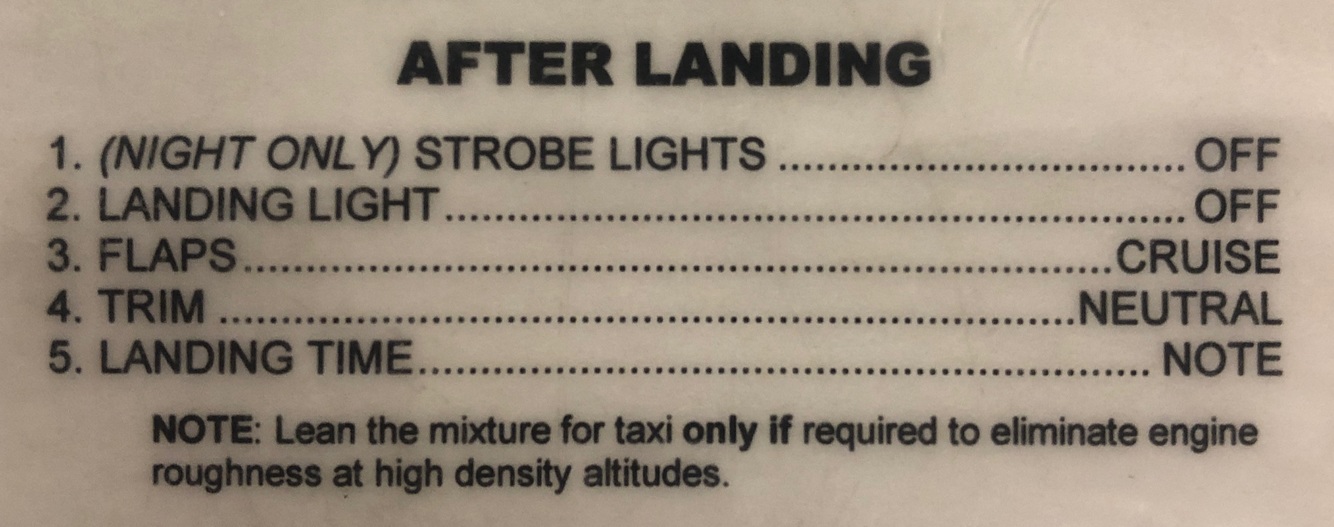 AFTER LANDING
1. (NIGHT ONLY) STROBE LIGHTS ................................. OFF
2. LANDING LIGHT............................................................ OFF
3. FLAPS......................................................................CRUISE
4. TRIM .....................................................................NEUTRAL
5. LANDING TIME........................................................... NOTE
NOTE: Lean the mixture for taxi only if required to eliminate engine
roughness at high density altitudes.